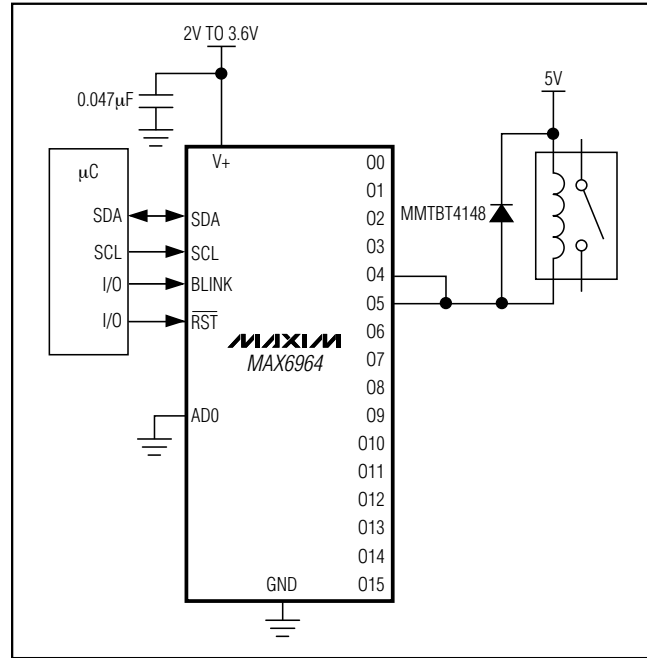 2V TO 3.6V
5V
0.047μF
V+
μC
SDA
SCL
I/O
I/O
SDA
SCL
BLINK
RST
AD0
MAXIM
MAX6964
GND
O0
O1
O2
O3
O4
O5
O6
O7
O8
O9
O10
O11
O12
O13
O14
O15
MMTBT4148